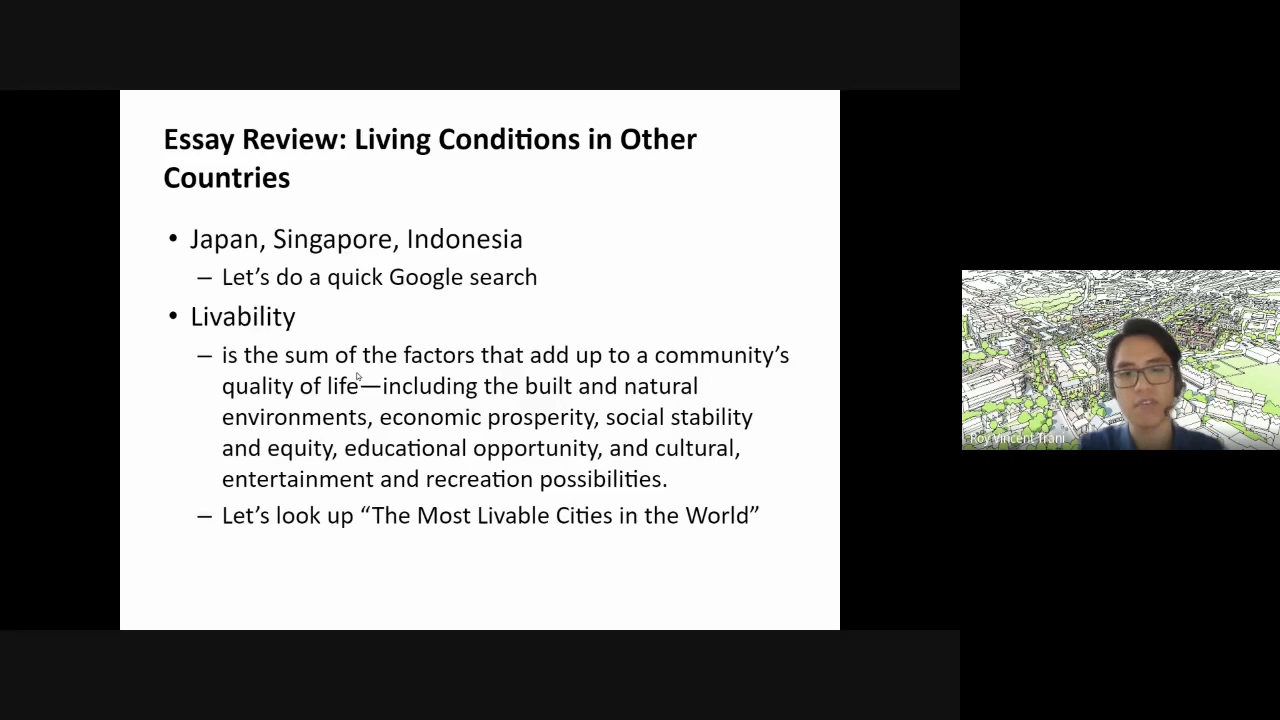 Essay Review: Living Conditions in Other
Countries
• Japan, Singapore, Indonesia
– Let’s do a quick Google search
• Livability
– is the sum of the factors that add up to a community’s
quality of life—including the built and natural
environments, economic prosperity, social stability
and equity, educational opportunity, and cultural,
entertainment and recreation possibilities.
– Let’s look up “The Most Livable Cities in the World”
Roy Vincent Trani